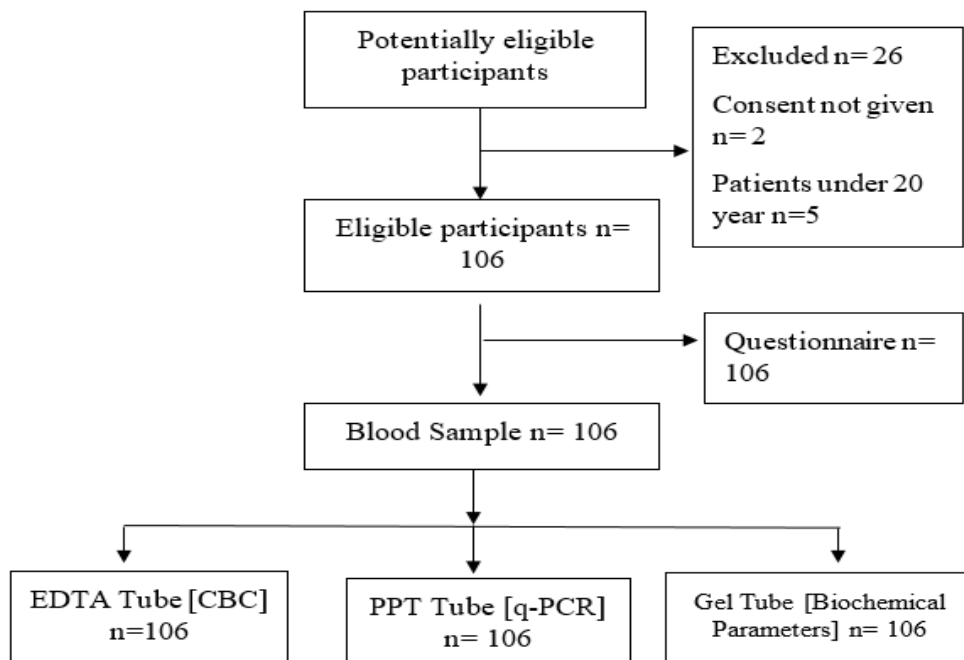 Potentially eligible
participants
Excluded n= 26
Consent not given
n= 2
Patients under 20
year n=5
Eligible participants n=
106
Questionnaire n=
106
Blood Sample n= 106
EDTA Tube [CBC]
n=106
PPT Tube [q-PCR]
n= 106
Gel Tube [Biochemical
Parameters] n= 106